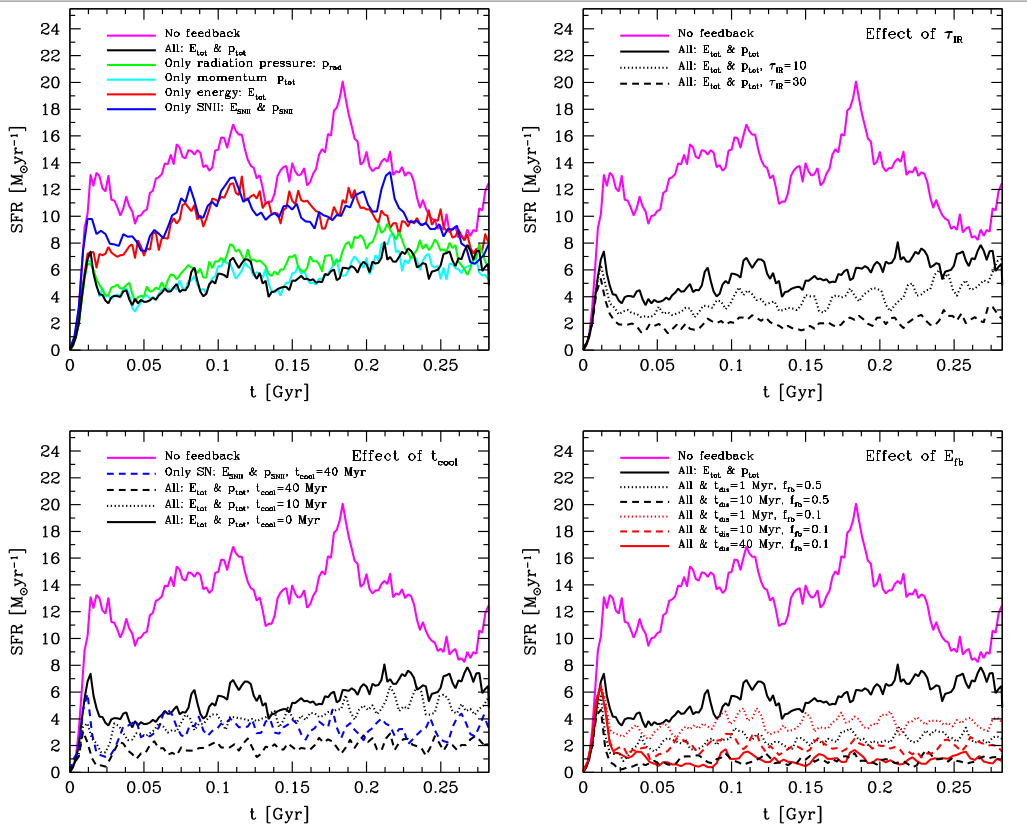 No feedback
All: E_tot & p_tot
Only radiation pressure: p_rad
Only momentum p_tot
Only energy: E_tot
Only SNII: E_SNII & p_SNII
20
18
16
14
12
10
8
6
4
2
0
SFR [M⊙yr⁻¹]
0 0.05 0.1 0.15 0.2 0.25
t [Gyr]
Effect of τ_IR
No feedback
All: E_tot & p_tot
All: E_tot & p_tot, τ_IR=10
All: E_tot & p_tot, τ_IR=30
20
18
16
14
12
10
8
6
4
2
0
SFR [M⊙yr⁻¹]
0 0.05 0.1 0.15 0.2 0.25
t [Gyr]
Effect of t_cool
No feedback
Only SN: E_SNII & p_SNII, t_cool=40 Myr
All: E_tot & p_tot, t_cool=40 Myr
All: E_tot & p_tot, t_cool=10 Myr
All: E_tot & p_tot, t_cool=0 Myr
20
18
16
14
12
10
8
6
4
2
0
SFR [M⊙yr⁻¹]
0 0.05 0.1 0.15 0.2 0.25
t [Gyr]
Effect of E_fb
No feedback
All: E_tot & p_tot
All & t_dis=1 Myr, f_fb=0.5
All & t_dis=10 Myr, f_fb=0.5
All & t_dis=1 Myr, f_fb=0.1
All & t_dis=10 Myr, f_fb=0.1
All & t_dis=40 Myr, f_fb=0.1
20
18
16
14
12
10
8
6
4
2
0
SFR [M⊙yr⁻¹]
0 0.05 0.1 0.15 0.2 0.25
t [Gyr]